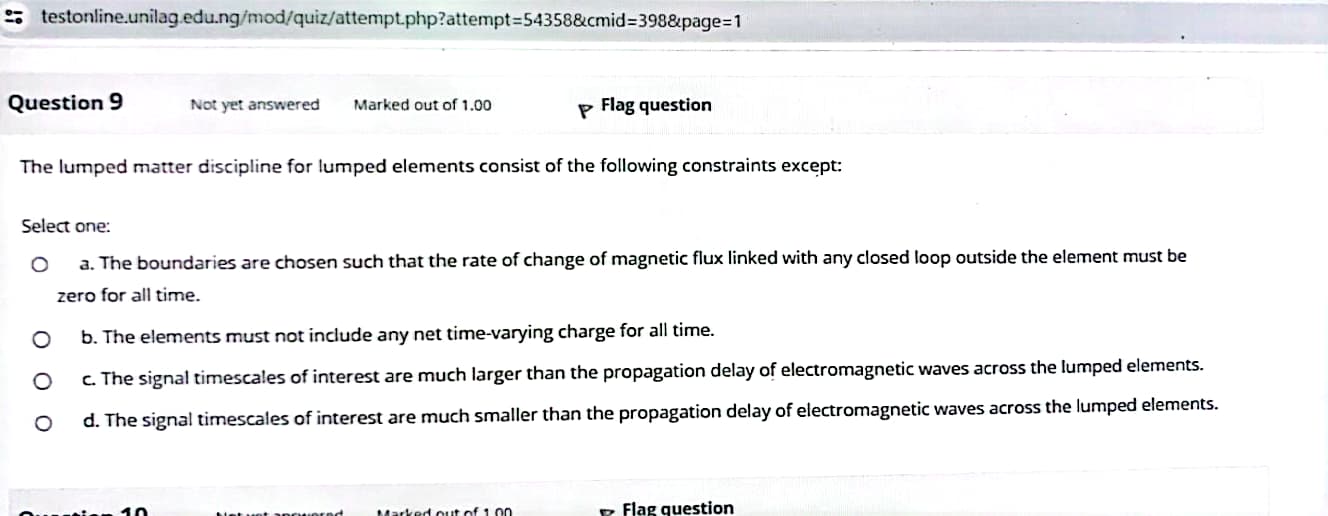 testonline.unilag.edu.ng/mod/quiz/attempt.php?attempt=54358&cmid=398&page=1
Question 9 Not yet answered Marked out of 1.00 Flag question
The lumped matter discipline for lumped elements consist of the following constraints except:
Select one:
a. The boundaries are chosen such that the rate of change of magnetic flux linked with any closed loop outside the element must be
zero for all time.
b. The elements must not include any net time-varying charge for all time.
c. The signal timescales of interest are much larger than the propagation delay of electromagnetic waves across the lumped elements.
d. The signal timescales of interest are much smaller than the propagation delay of electromagnetic waves across the lumped elements.
Question 10 Not yet answered Marked out of 1.00 Flag question